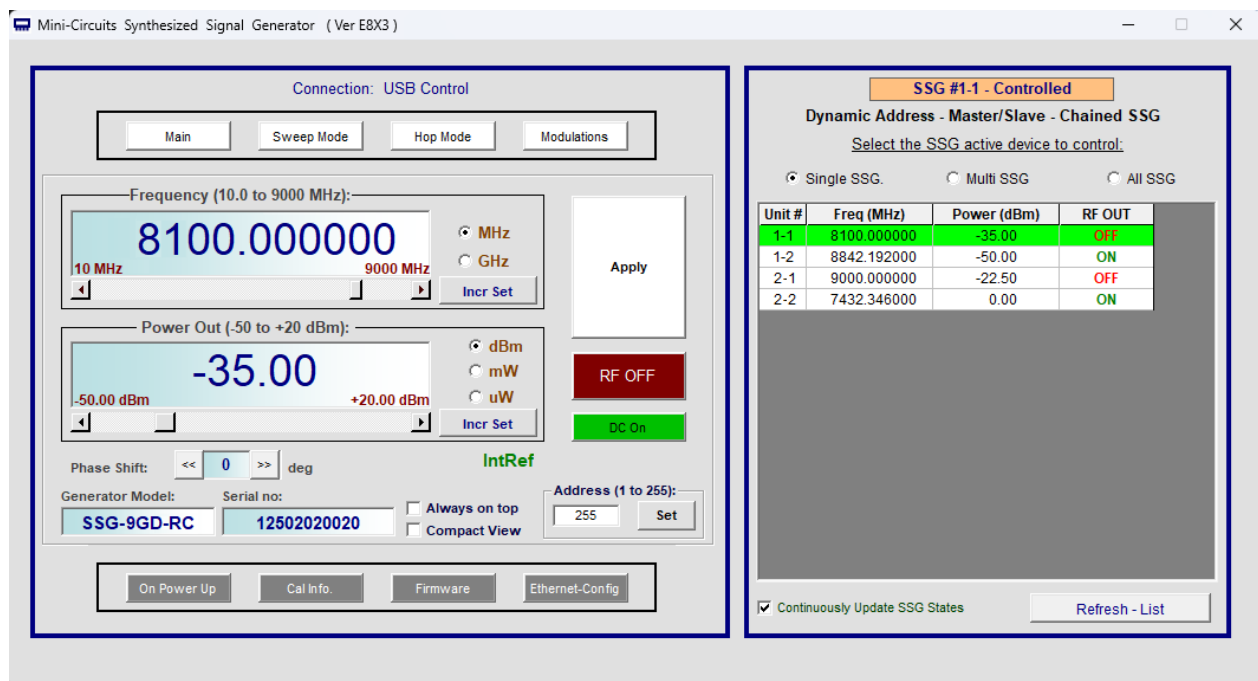 Mini-Circuits Synthesized Signal Generator ( Ver E8X3 )
Connection: USB Control
Main Sweep Mode Hop Mode Modulations
Frequency (10.0 to 9000 MHz):
8100.000000
10 MHz 9000 MHz
MHz
GHz
Incr Set
Apply
Power Out (-50 to +20 dBm):
-35.00
-50.00 dBm +20.00 dBm
dBm
mW
uW
Incr Set
RF OFF
DC On
Phase Shift: << 0 >> deg
IntRef
Generator Model: Serial no:
SSG-9GD-RC 12502020020
Always on top
Compact View
Address (1 to 255):
255 Set
On Power Up Cal Info. Firmware Ethernet-Config
SSG #1-1 - Controlled
Dynamic Address - Master/Slave - Chained SSG
Select the SSG active device to control:
Single SSG. Multi SSG All SSG
Unit # Freq (MHz) Power (dBm) RF OUT
1-1 8100.000000 -35.00 OFF
1-2 8842.192000 -50.00 ON
2-1 9000.000000 -22.50 OFF
2-2 7432.346000 0.00 ON
Continuously Update SSG States
Refresh - List